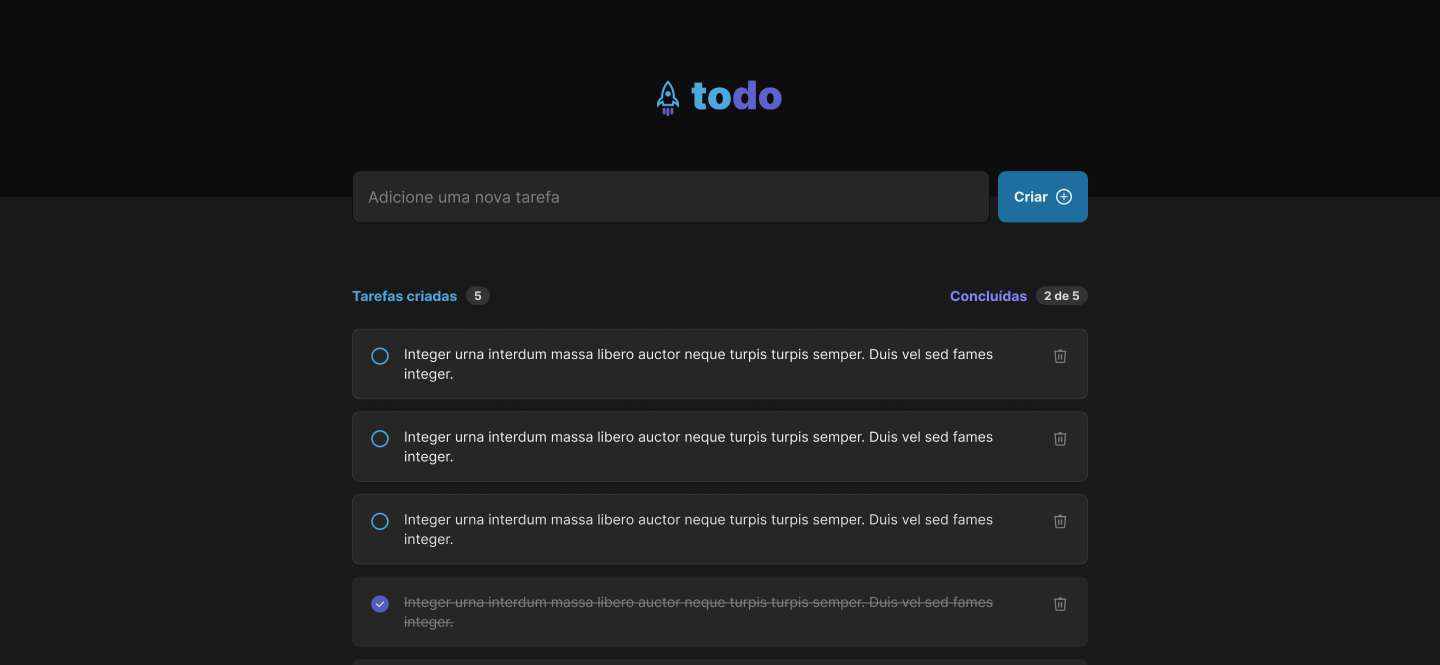 todo
Adicione uma nova tarefa
Criar
Tarefas criadas 5
Concluídas 2 de 5
Integer urna interdum massa libero auctor neque turpis turpis semper. Duis vel sed fames
integer.
Integer urna interdum massa libero auctor neque turpis turpis semper. Duis vel sed fames
integer.
Integer urna interdum massa libero auctor neque turpis turpis semper. Duis vel sed fames
integer.
Integer urna interdum massa libero auctor neque turpis turpis semper. Duis vel sed fames
integer.